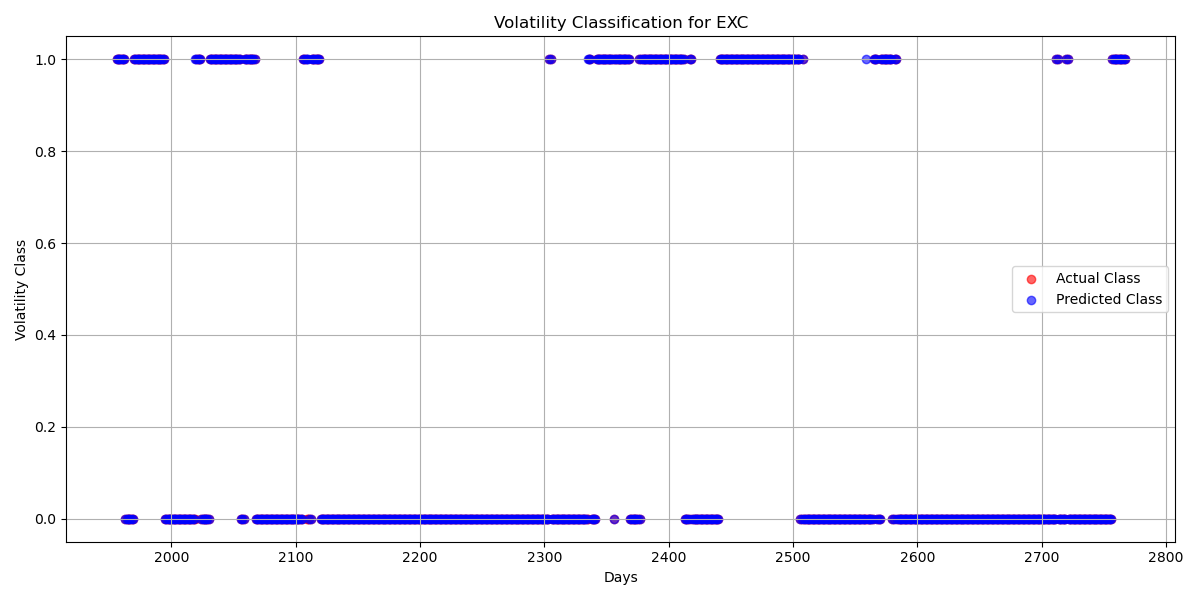 Volatility Classification for EXC
1.0
0.8
0.6
0.4
0.2
0.0
Volatility Class
Actual Class
Predicted Class
2000 2100 2200 2300 2400 2500 2600 2700 2800
Days